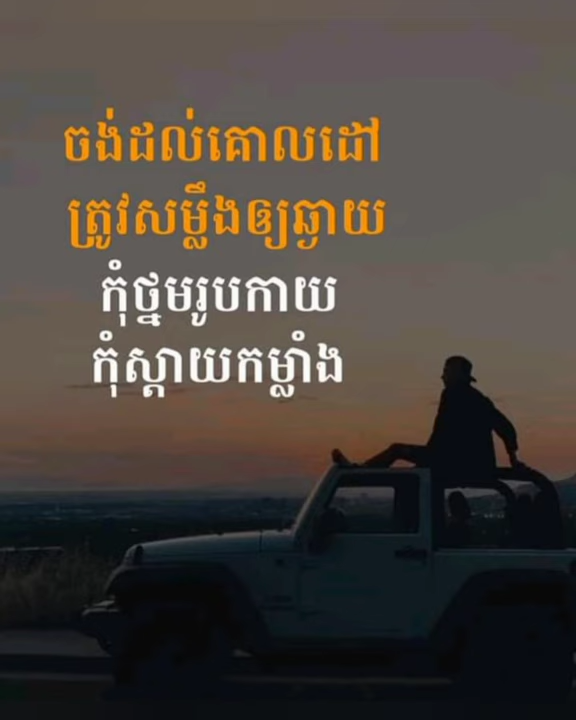 ចង់ដល់គោលដៅ
ត្រូវសម្លឹងឲ្យឆ្ងាយ
កុំថ្នមរូបកាយ
កុំស្ដាយកម្លាំង